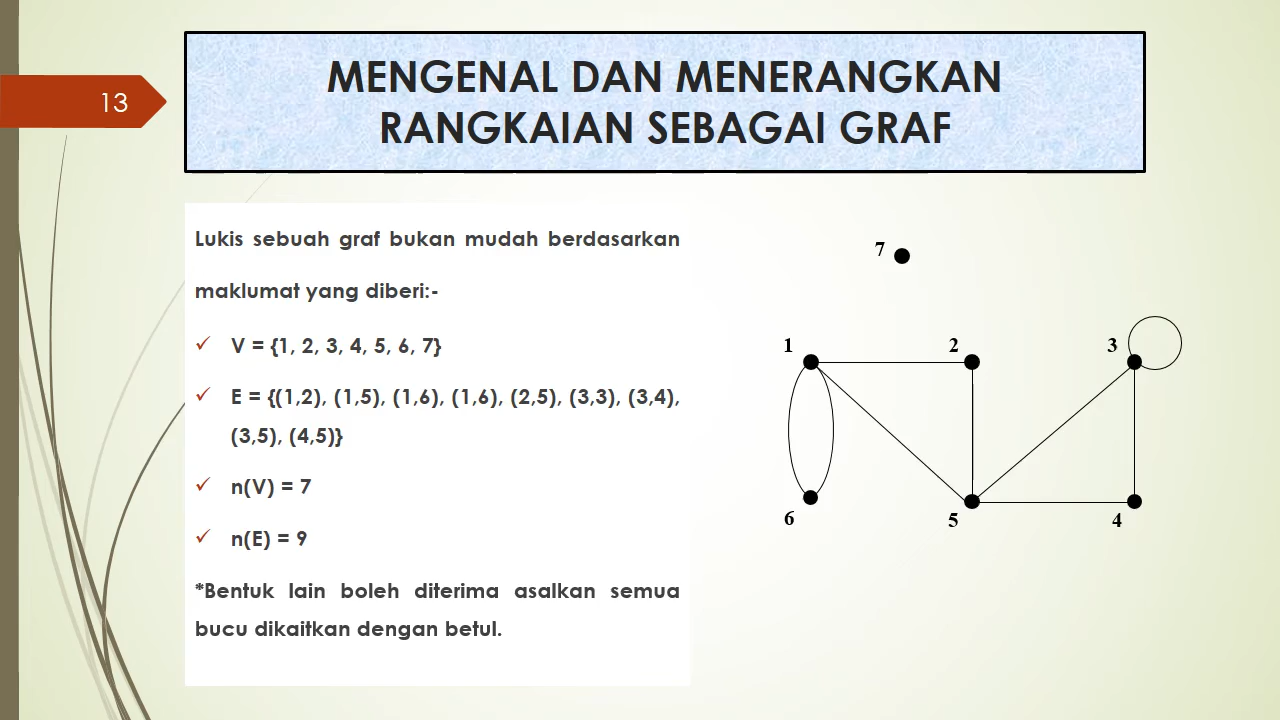 13
MENGENAL DAN MENERANGKAN
RANGKAIAN SEBAGAI GRAF
Lukis sebuah graf bukan mudah berdasarkan
maklumat yang diberi:-
✓ V = {1, 2, 3, 4, 5, 6, 7}
✓ E = {(1,2), (1,5), (1,6), (1,6), (2,5), (3,3), (3,4),
(3,5), (4,5)}
✓ n(V) = 7
✓ n(E) = 9
*Bentuk lain boleh diterima asalkan semua
bucu dikaitkan dengan betul.
7
1 2 3
6 5 4